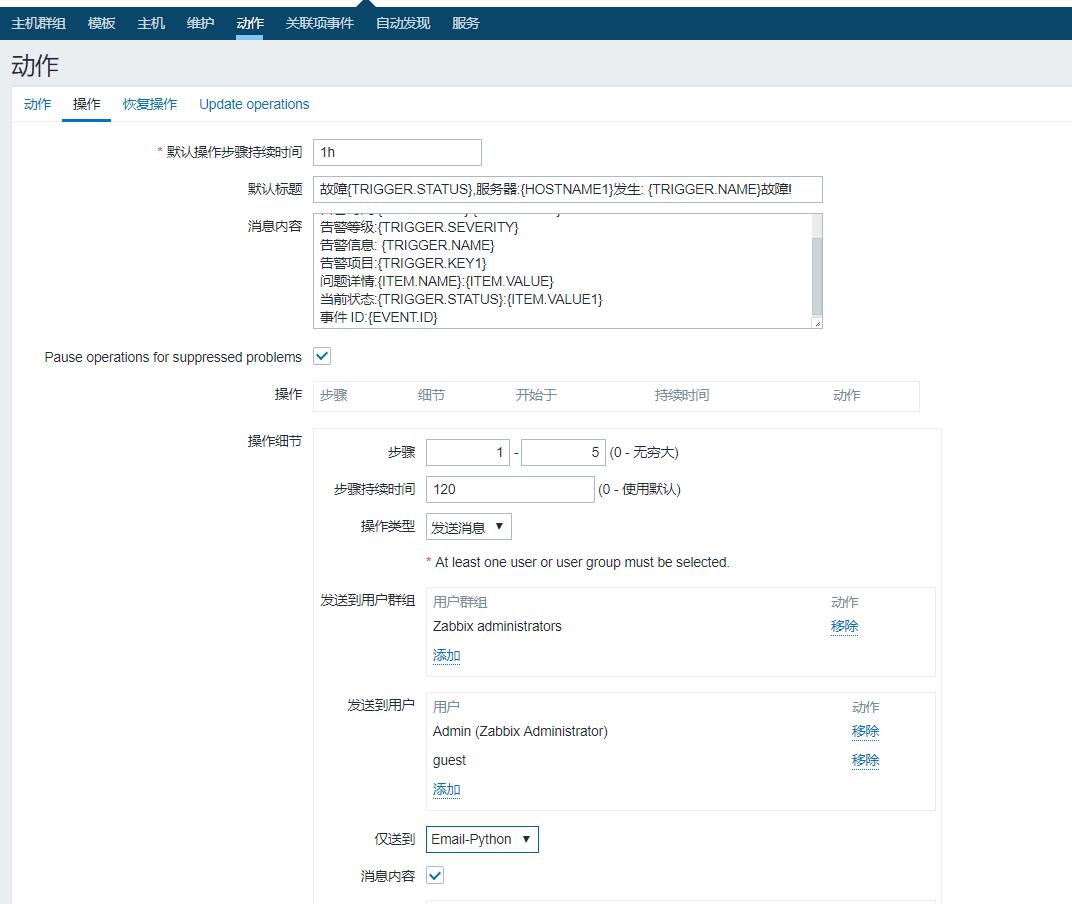 主机群组 模板 主机 维护 动作 关联项事件 自动发现 服务
动作
动作 操作 恢复操作 Update operations
* 默认操作步骤持续时间 1h
默认标题 故障{TRIGGER.STATUS},服务器:{HOSTNAME1}发生: {TRIGGER.NAME}故障!
消息内容
告警等级:{TRIGGER.SEVERITY}
告警信息: {TRIGGER.NAME}
告警项目:{TRIGGER.KEY1}
问题详情:{ITEM.NAME}:{ITEM.VALUE}
当前状态:{TRIGGER.STATUS}:{ITEM.VALUE1}
事件 ID:{EVENT.ID}
Pause operations for suppressed problems
操作 步骤 细节 开始于 持续时间 动作
操作细节
步骤 1 - 5 (0 - 无穷大)
步骤持续时间 120 (0 - 使用默认)
操作类型 发送消息
* At least one user or user group must be selected.
发送到用户群组 用户群组 动作
Zabbix administrators 移除
添加
发送到用户 用户 动作
Admin (Zabbix Administrator) 移除
guest 移除
添加
仅送到 Email-Python
消息内容